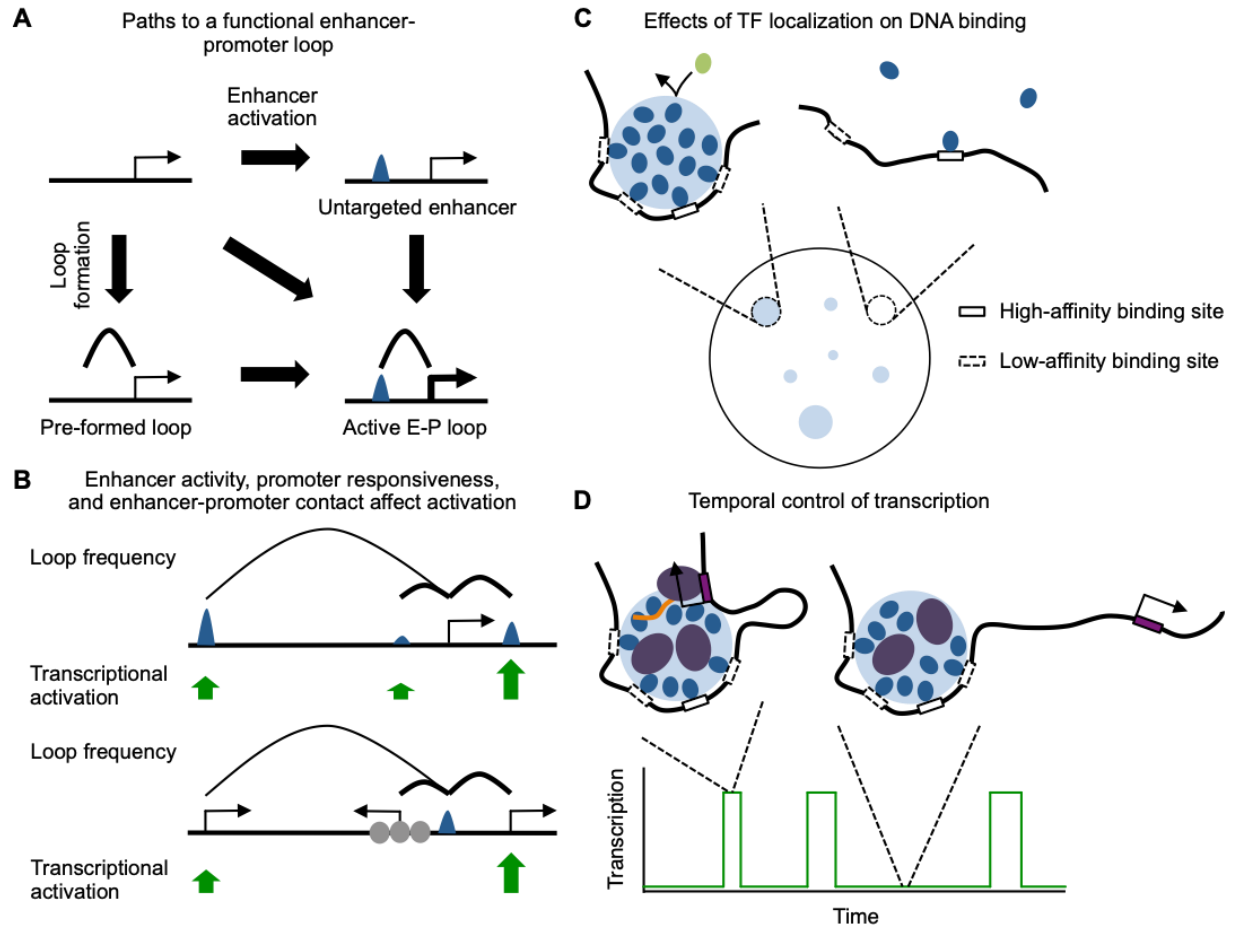 A
Paths to a functional enhancer-
promoter loop
Enhancer
activation
Untargeted enhancer
Loop
formation
Pre-formed loop
Active E-P loop
B
Enhancer activity, promoter responsiveness,
and enhancer-promoter contact affect activation
Loop frequency
Transcriptional
activation
Loop frequency
Transcriptional
activation
C
Effects of TF localization on DNA binding
High-affinity binding site
Low-affinity binding site
D
Temporal control of transcription
Transcription
Time